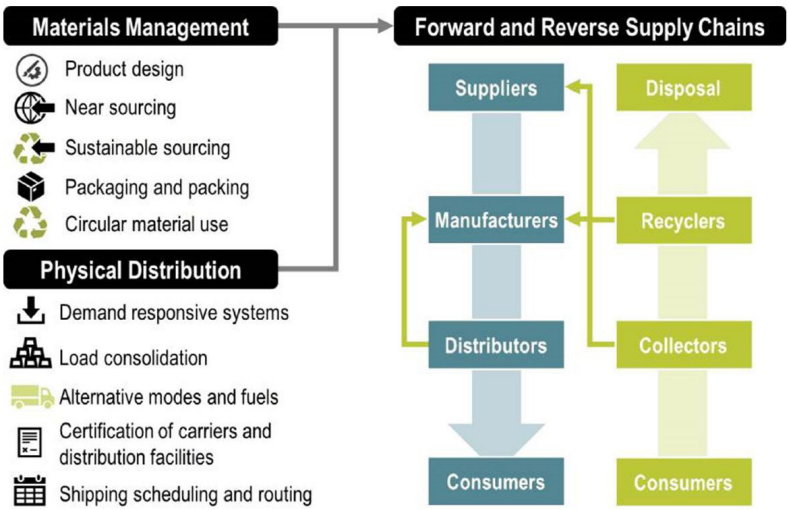 Materials Management
Product design
Near sourcing
Sustainable sourcing
Packaging and packing
Circular material use
Physical Distribution
Demand responsive systems
Load consolidation
Alternative modes and fuels
Certification of carriers and
distribution facilities
Shipping scheduling and routing
Forward and Reverse Supply Chains
Suppliers
Manufacturers
Distributors
Consumers
Disposal
Recyclers
Collectors
Consumers